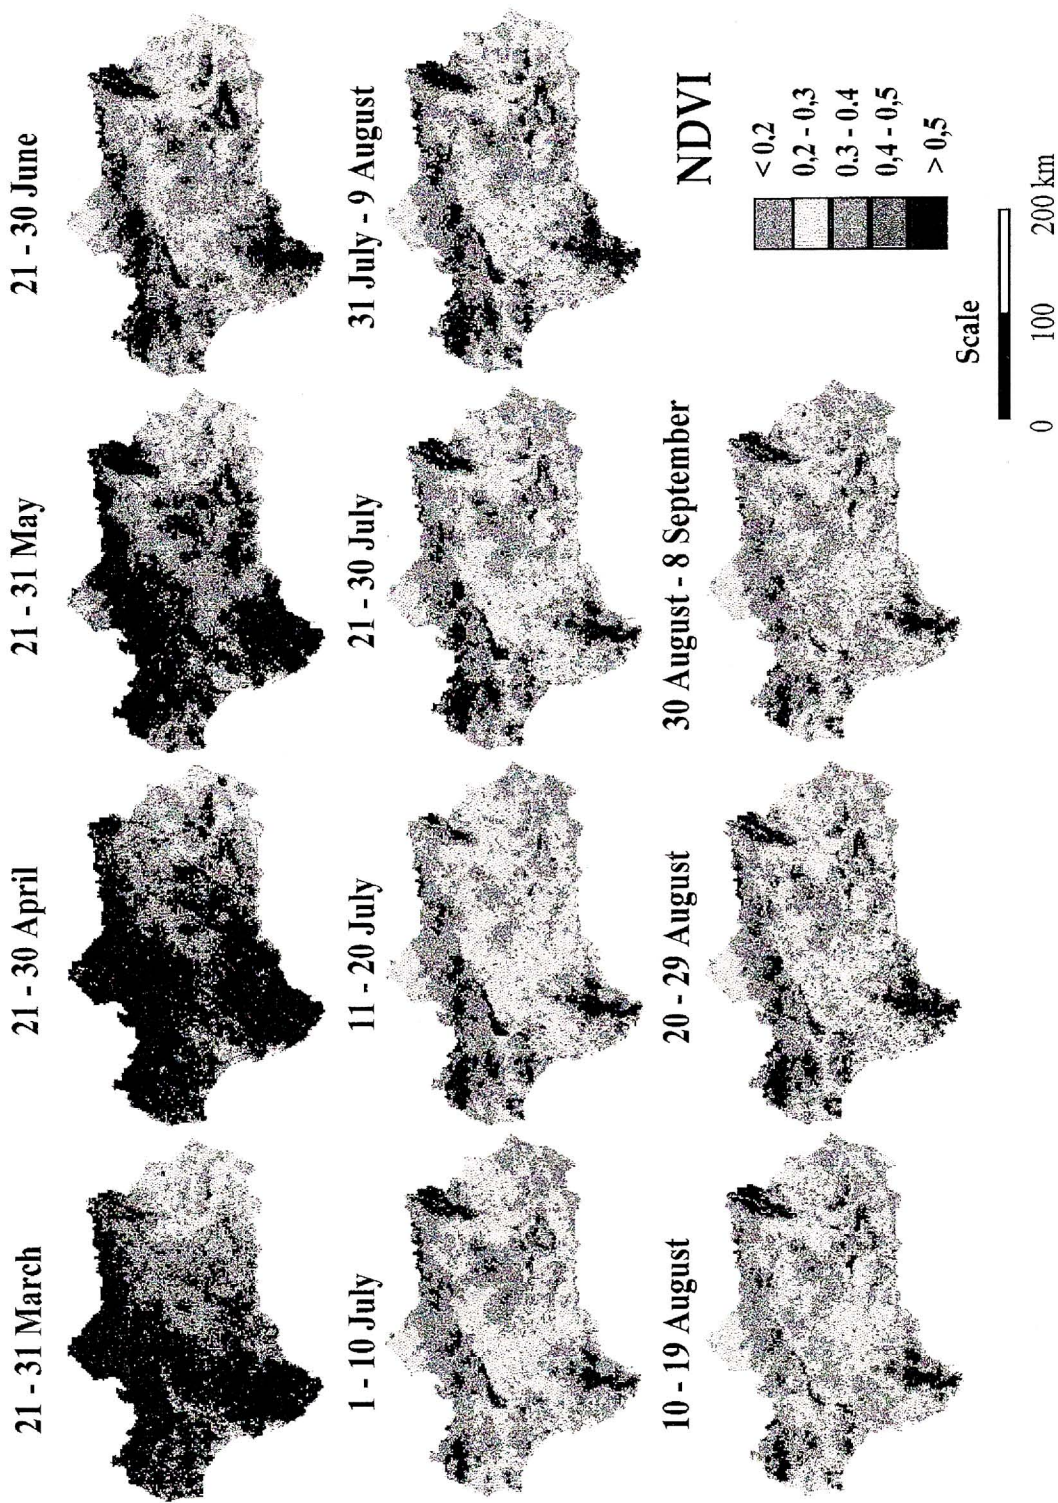 21 - 31 March
21 - 30 April
21 - 31 May
21 - 30 June
1 - 10 July
11 - 20 July
21 - 30 July
31 July - 9 August
10 - 19 August
20 - 29 August
30 August - 8 September
NDVI
< 0.2
0,2 - 0,3
0.3 - 0.4
0,4 - 0,5
> 0,5
Scale
0 100 200 km